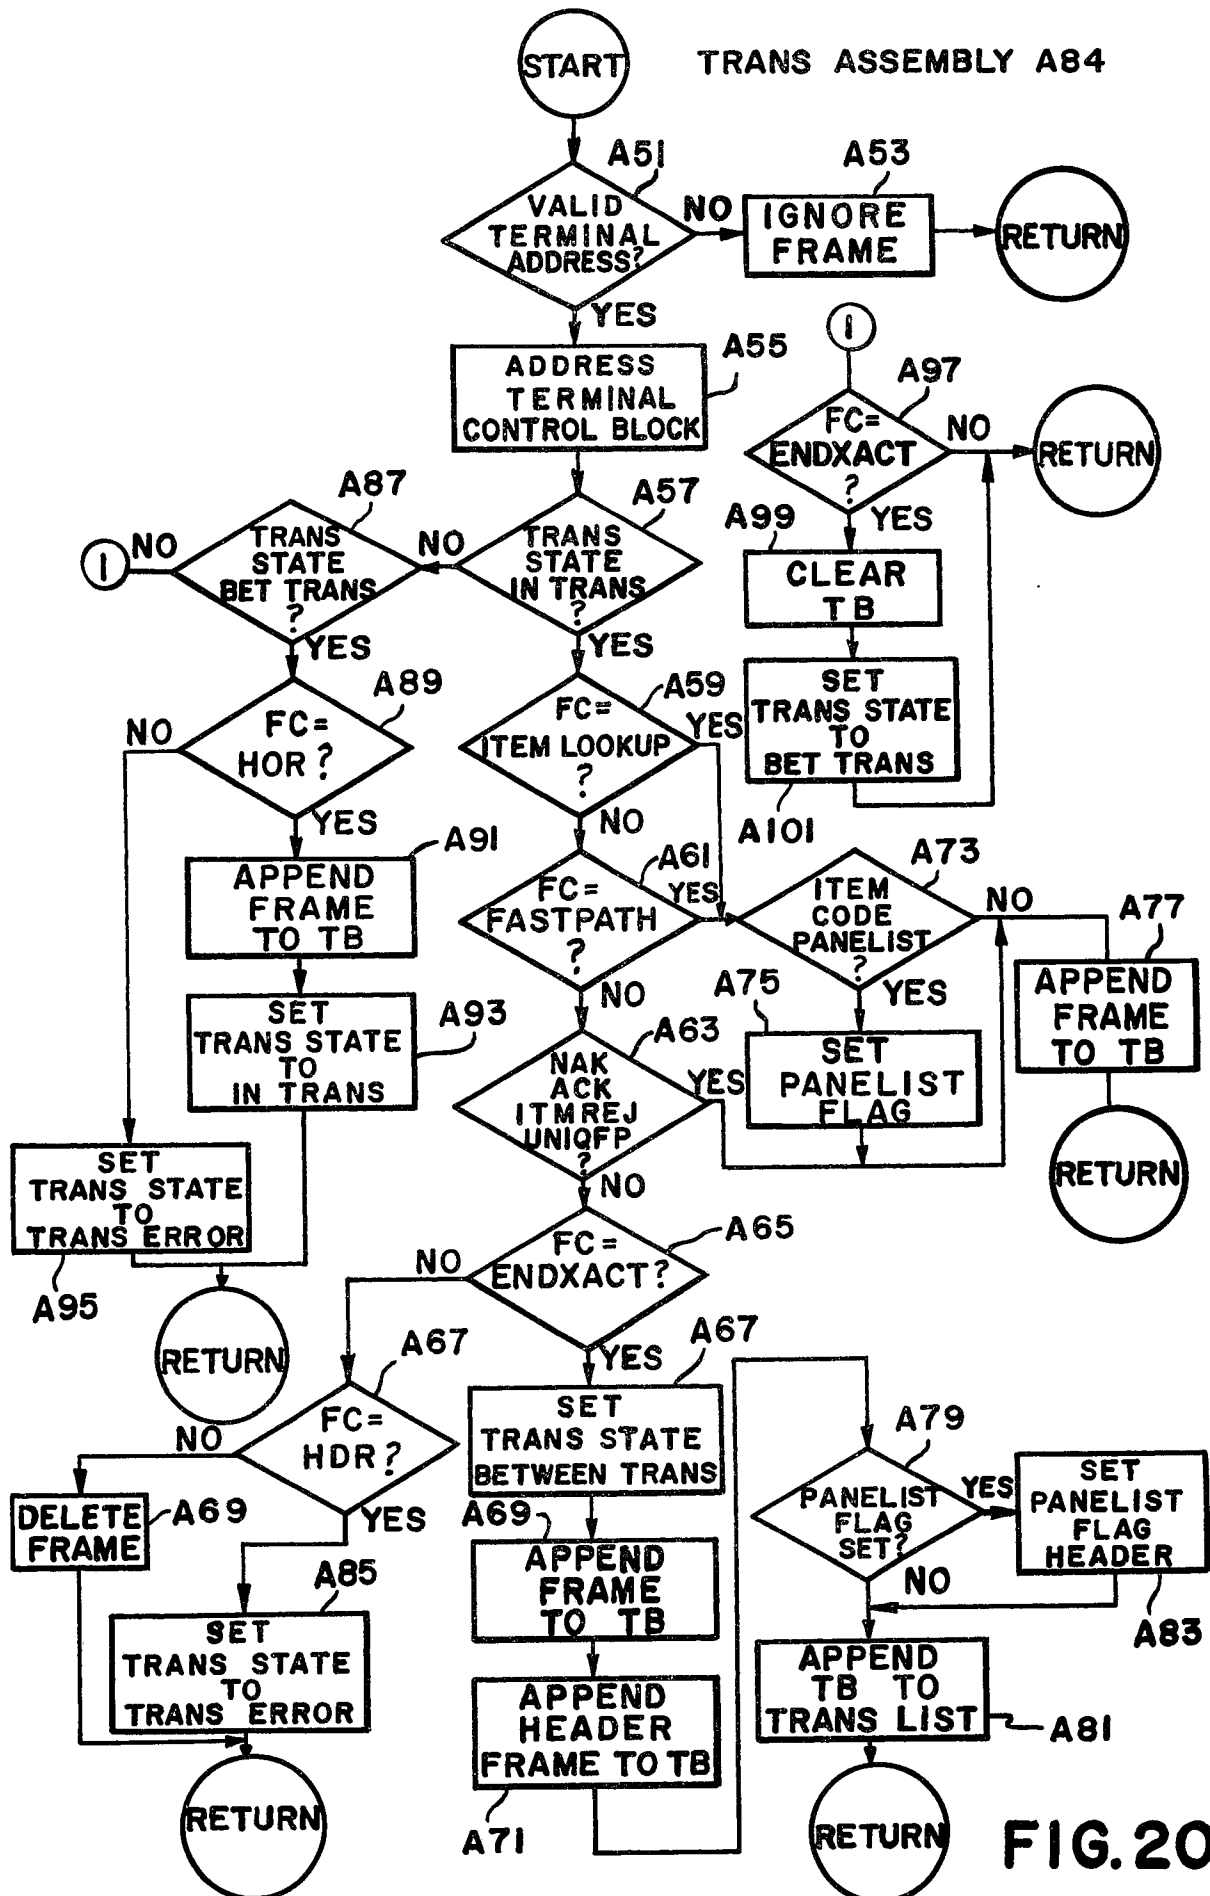 START
TRANS ASSEMBLY A84
A51
VALID
TERMINAL
ADDRESS?
NO
A53
IGNORE
FRAME
RETURN
YES
A55
ADDRESS
TERMINAL
CONTROL BLOCK
1
A97
FC=
ENDXACT
?
NO
RETURN
YES
A99
CLEAR
TB
SET
TRANS STATE
TO
BET TRANS
A101
A57
TRANS
STATE
IN TRANS
?
NO
A87
TRANS
STATE
BET TRANS
?
NO
1
YES
YES
A89
FC=
HOR?
NO
YES
A91
APPEND
FRAME
TO TB
SET
TRANS STATE
TO
IN TRANS
A93
SET
TRANS STATE
TO
TRANS ERROR
A95
RETURN
A59
FC=
ITEM LOOKUP
?
YES
NO
A61
FC=
FASTPATH
?
YES
NO
A73
ITEM
CODE
PANELIST
?
NO
YES
A77
APPEND
FRAME
TO TB
RETURN
A75
SET
PANELIST
FLAG
A63
NAK
ACK
ITMREJ
UNIQFP
?
YES
NO
A65
FC=
ENDXACT?
NO
YES
A67
FC=
HDR?
NO
YES
DELETE
FRAME
A69
A85
SET
TRANS STATE
TO
TRANS ERROR
RETURN
A67
SET
TRANS STATE
BETWEEN TRANS
A69
APPEND
FRAME
TO TB
APPEND
HEADER
FRAME TO TB
A71
A79
PANELIST
FLAG
SET?
YES
NO
SET
PANELIST
FLAG
HEADER
A83
APPEND
TB TO
TRANS LIST
A81
RETURN
FIG. 20